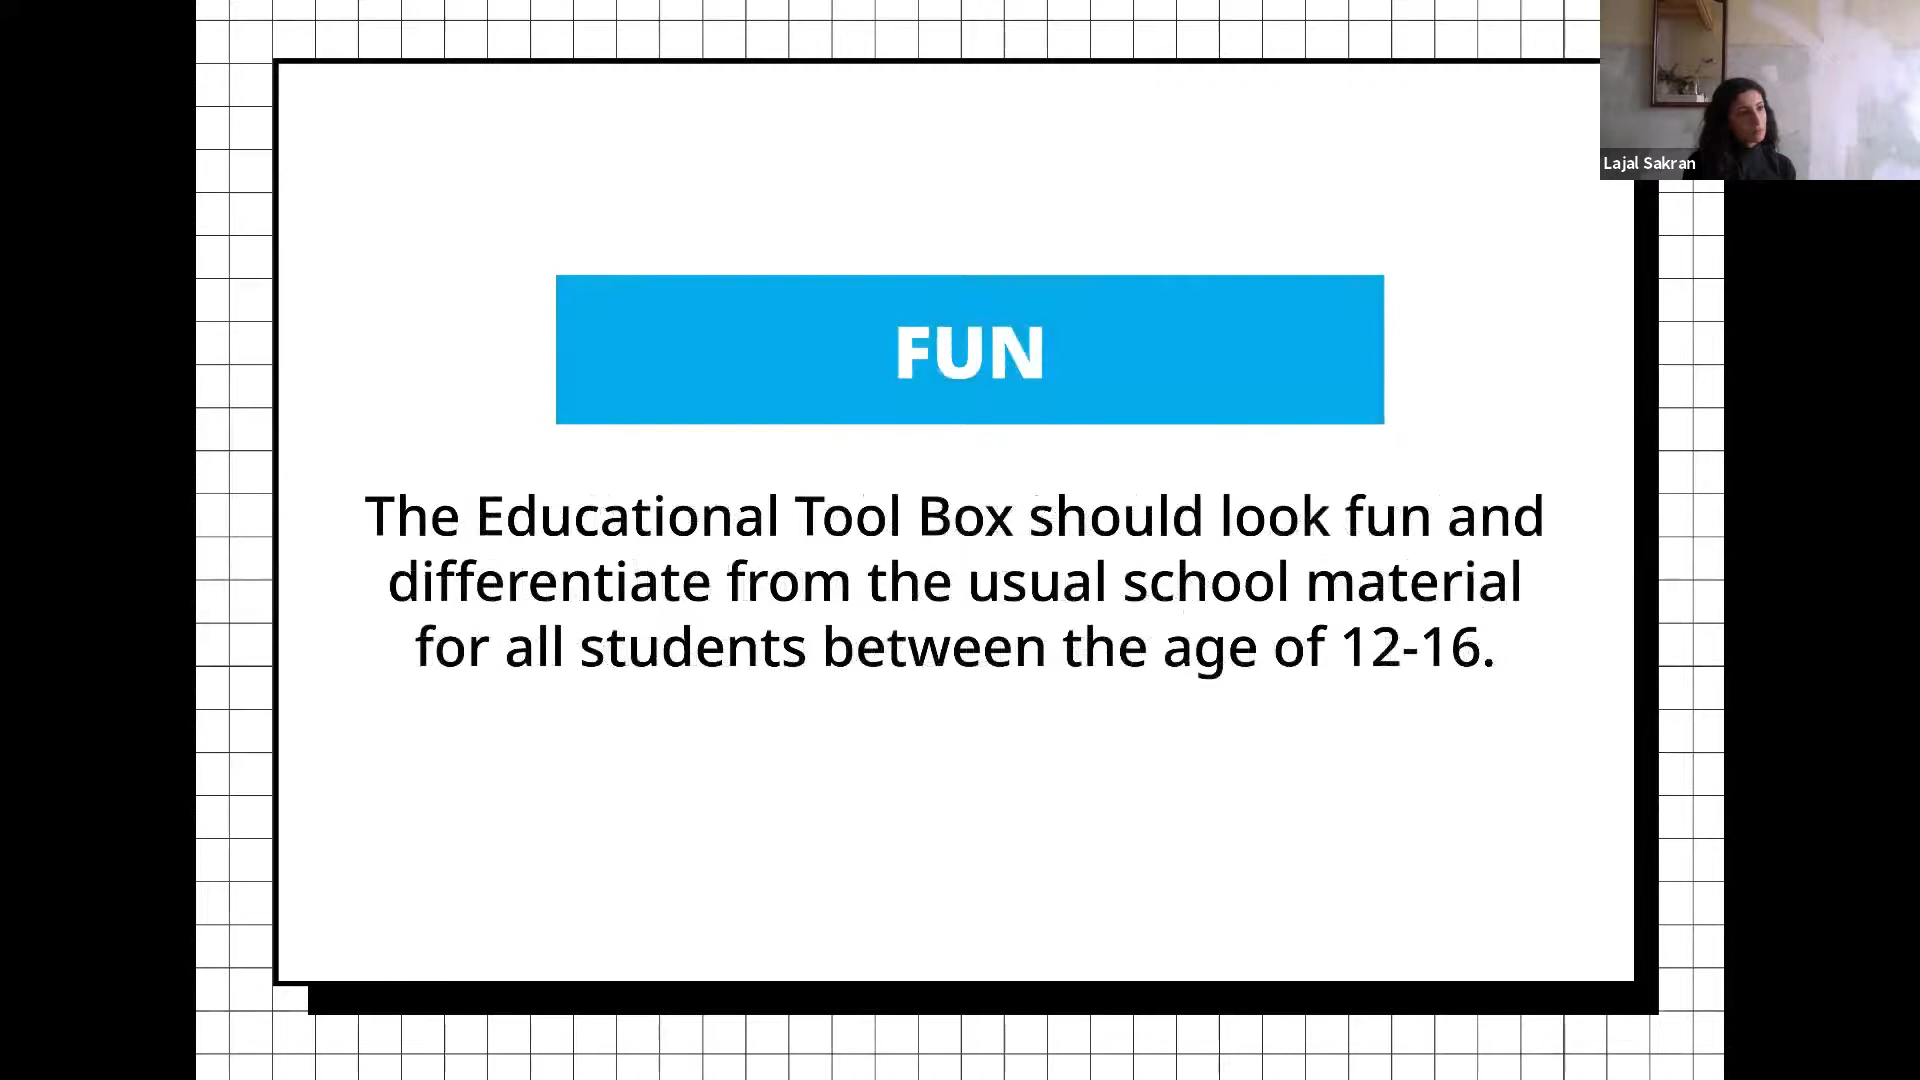 FUN
The Educational Tool Box should look fun and
differentiate from the usual school material
for all students between the age of 12-16.
Lajal Sakran